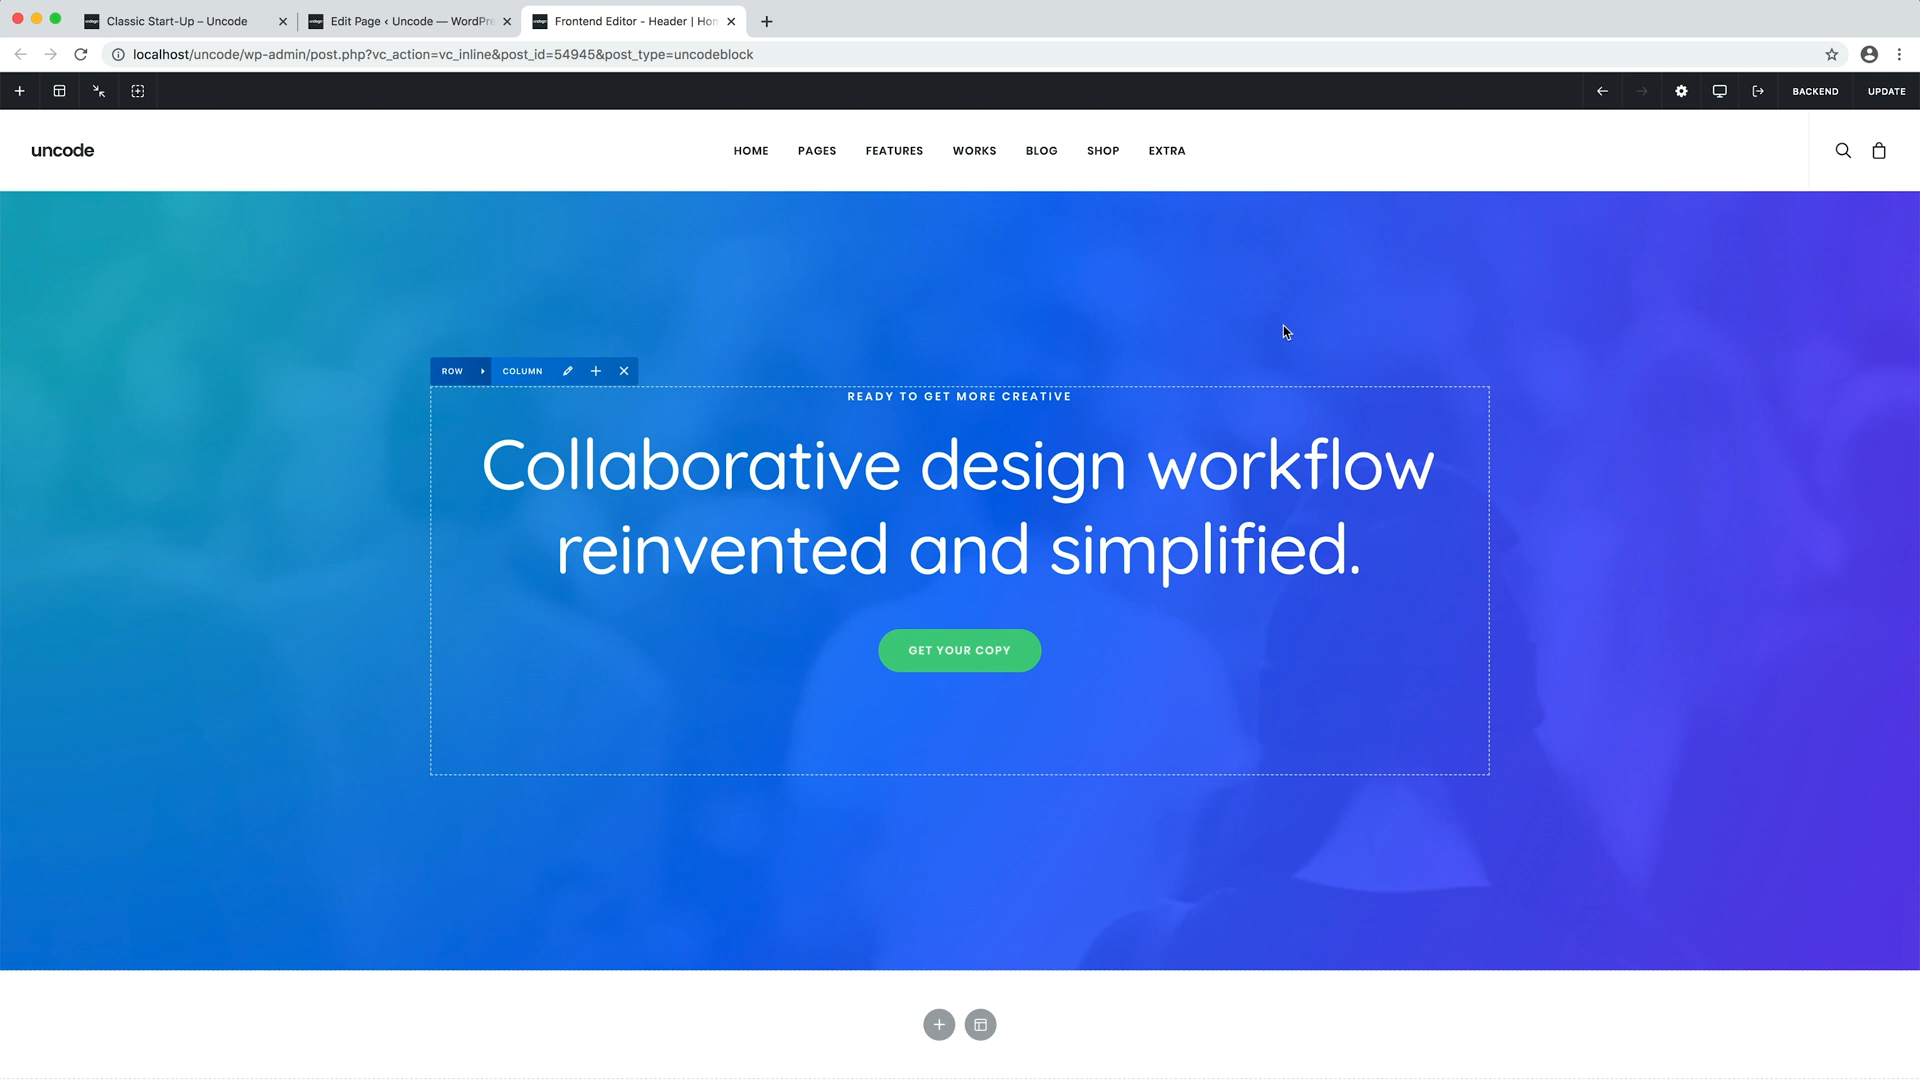 Classic Start-Up – Uncode
Edit Page ‹ Uncode — WordPre
Frontend Editor - Header | Hom
localhost/uncode/wp-admin/post.php?vc_action=vc_inline&post_id=54945&post_type=uncodeblock
BACKEND
UPDATE
uncode
HOME
PAGES
FEATURES
WORKS
BLOG
SHOP
EXTRA
ROW
COLUMN
READY TO GET MORE CREATIVE
Collaborative design workflow
reinvented and simplified.
GET YOUR COPY